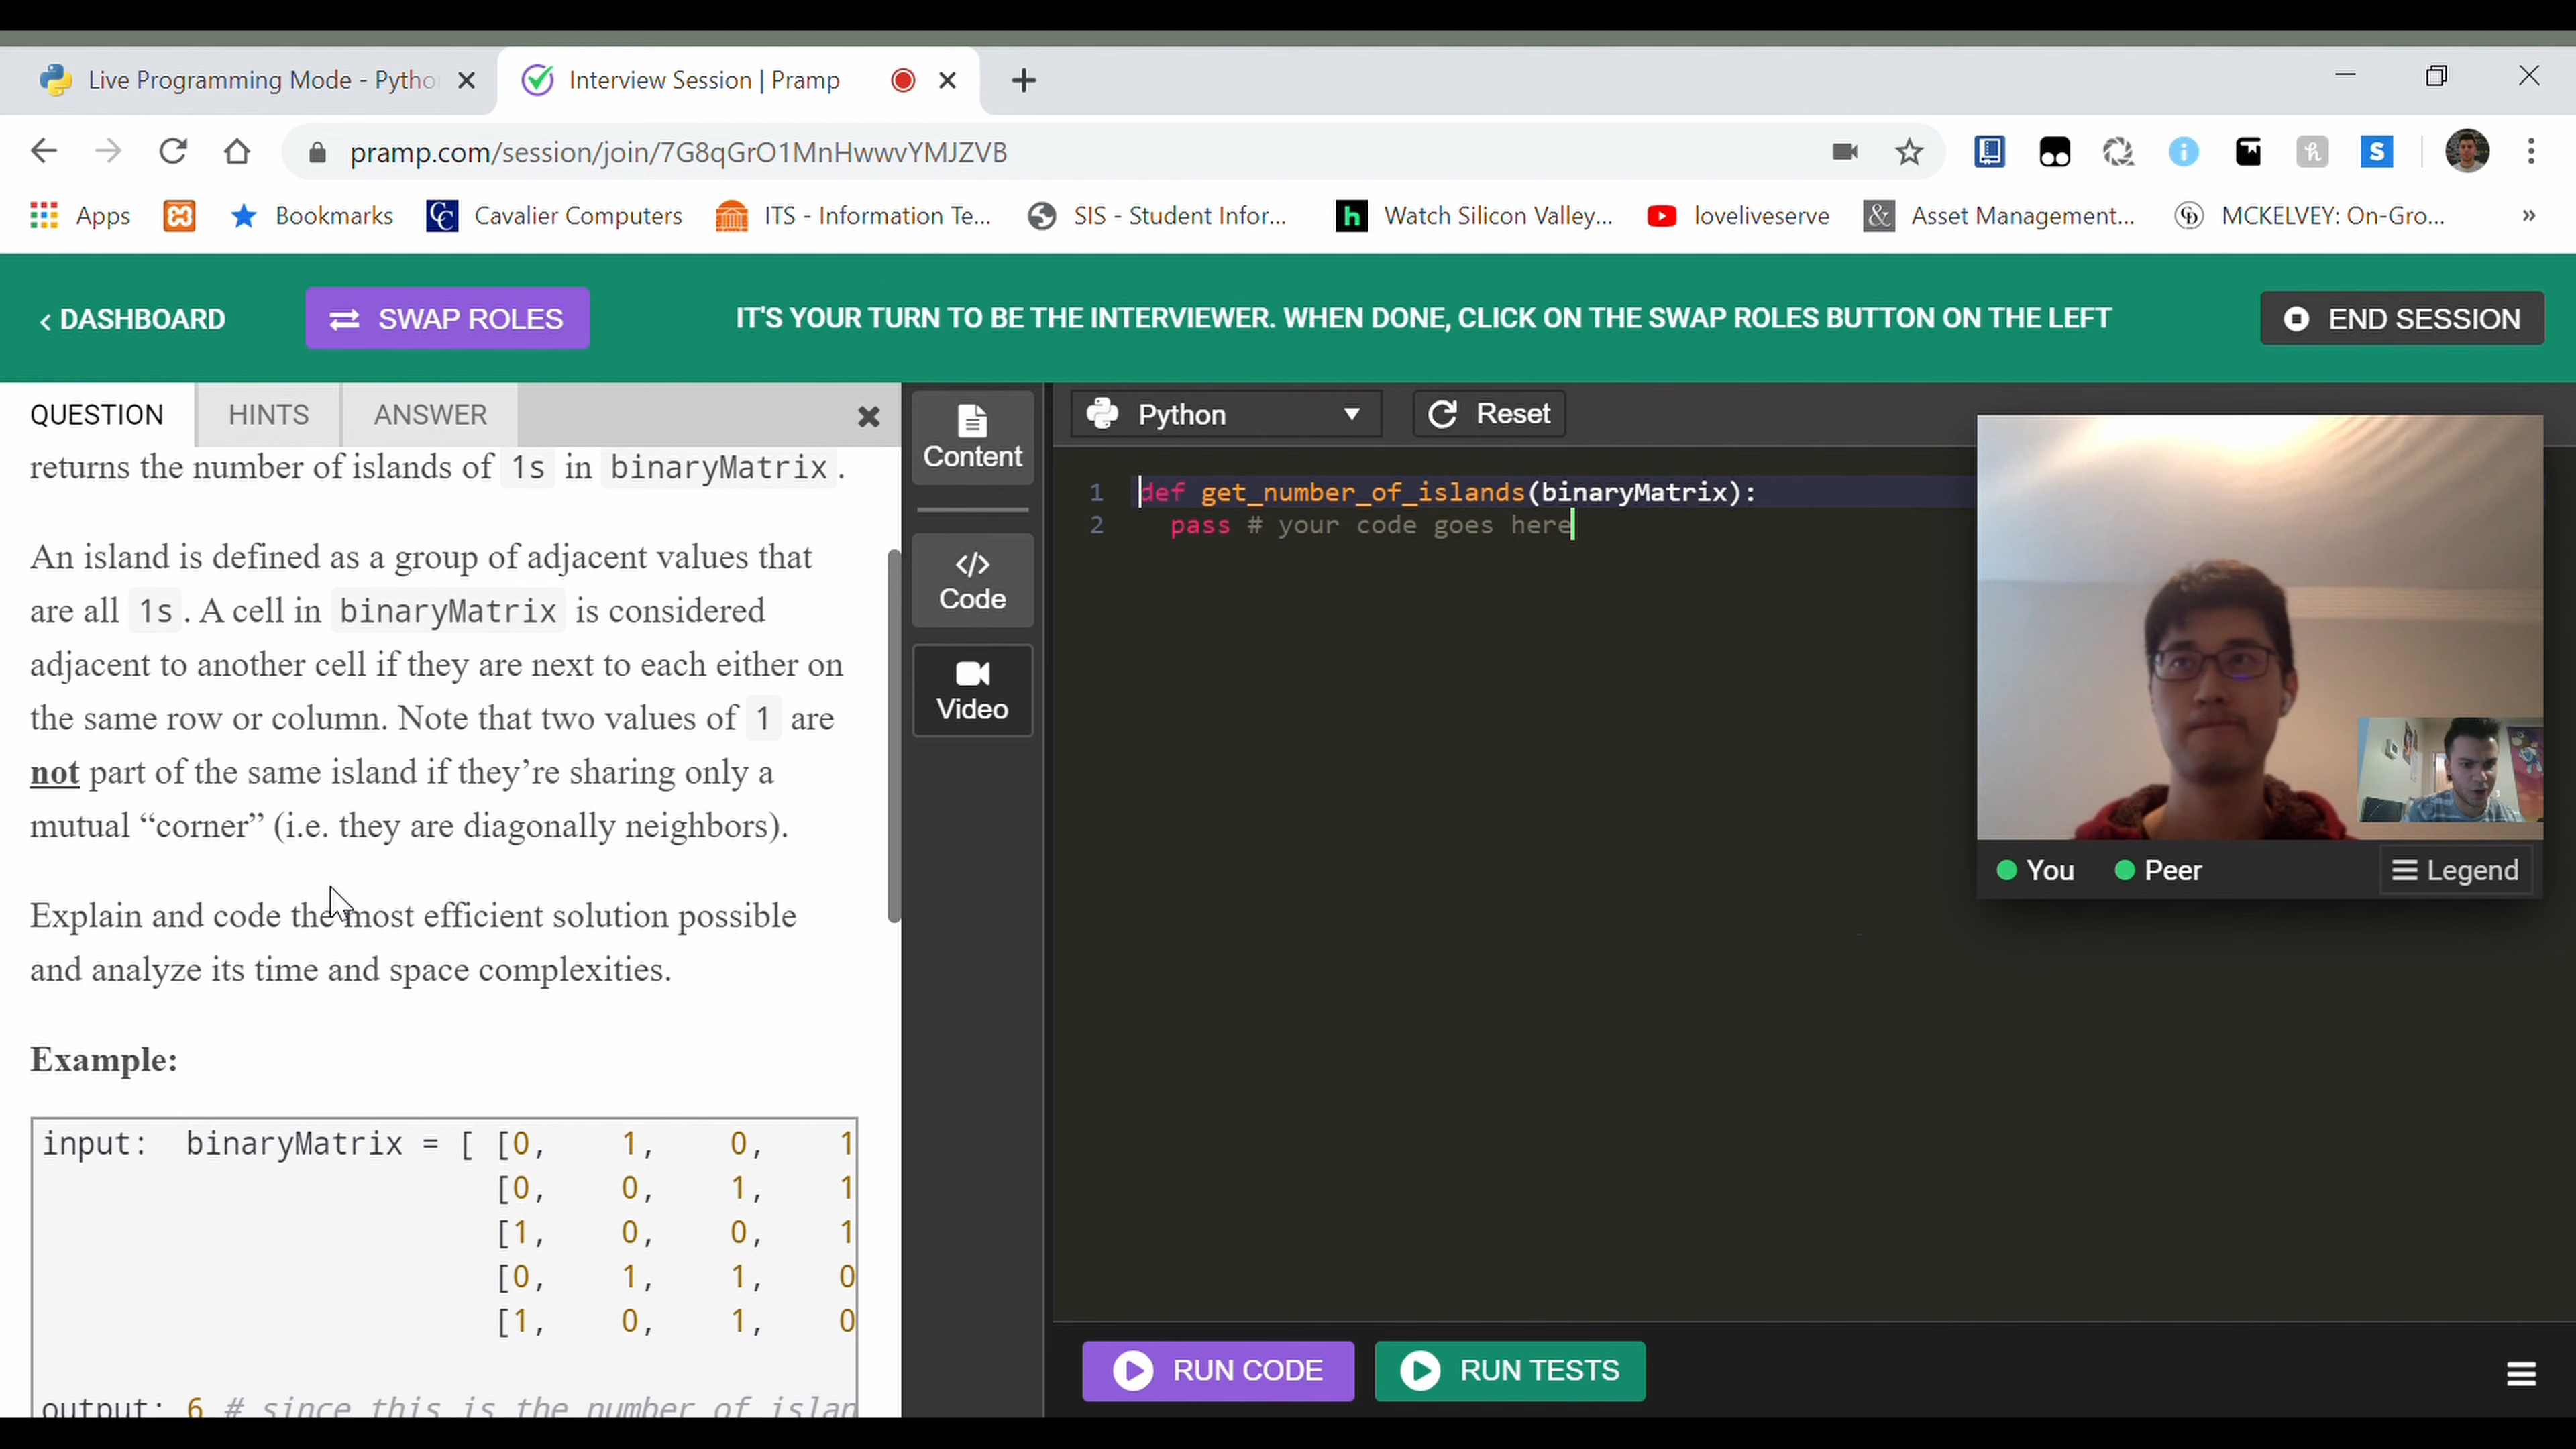 Live Programming Mode - Pytho
Interview Session | Pramp
pramp.com/session/join/7G8qGrO1MnHwwvYMJZVB
Apps
Bookmarks
Cavalier Computers
ITS - Information Te...
SIS - Student Infor...
Watch Silicon Valley...
loveliveserve
Asset Management...
MCKELVEY: On-Gro...
»
‹ DASHBOARD
SWAP ROLES
IT'S YOUR TURN TO BE THE INTERVIEWER. WHEN DONE, CLICK ON THE SWAP ROLES BUTTON ON THE LEFT
END SESSION
QUESTION
HINTS
ANSWER
returns the number of islands of 1s in binaryMatrix.
An island is defined as a group of adjacent values that
are all 1s. A cell in binaryMatrix is considered
adjacent to another cell if they are next to each either on
the same row or column. Note that two values of 1 are
not part of the same island if they’re sharing only a
mutual “corner” (i.e. they are diagonally neighbors).
Explain and code the most efficient solution possible
and analyze its time and space complexities.
Example:
input: binaryMatrix = [ [0, 1, 0, 1
[0, 0, 1, 1
[1, 0, 0, 1
[0, 1, 1, 0
[1, 0, 1, 0
output: 6 # since this is the number of islan
Content
</> Code
Video
Python
Reset
1 def get_number_of_islands(binaryMatrix):
2 pass # your code goes here
You
Peer
Legend
RUN CODE
RUN TESTS